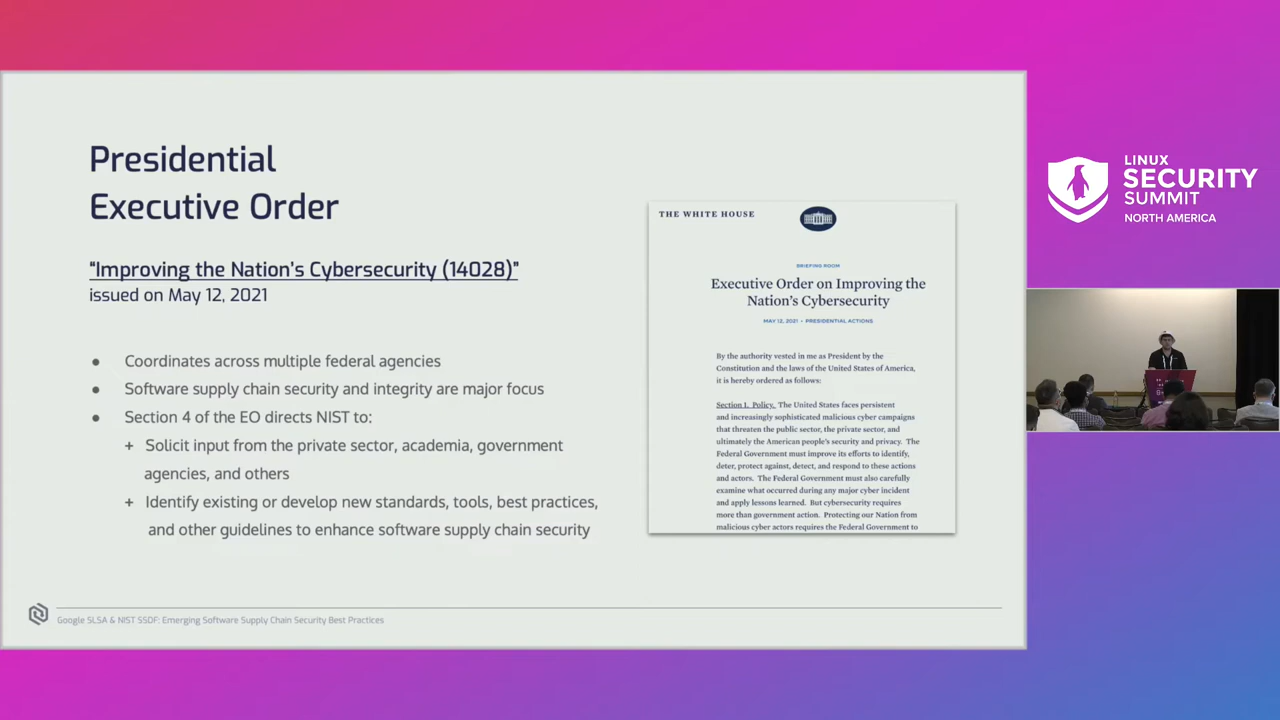 Presidential
Executive Order
“Improving the Nation’s Cybersecurity (14028)”
issued on May 12, 2021
● Coordinates across multiple federal agencies
● Software supply chain security and integrity are major focus
● Section 4 of the EO directs NIST to:
+ Solicit input from the private sector, academia, government
agencies, and others
+ Identify existing or develop new standards, tools, best practices,
and other guidelines to enhance software supply chain security
THE WHITE HOUSE
BRIEFING ROOM
Executive Order on Improving the
Nation’s Cybersecurity
MAY 12, 2021 • PRESIDENTIAL ACTIONS
By the authority vested in me as President by the
Constitution and the laws of the United States of America,
it is hereby ordered as follows:
Section 1. Policy. The United States faces persistent
and increasingly sophisticated malicious cyber campaigns
that threaten the public sector, the private sector, and
ultimately the American people’s security and privacy. The
Federal Government must improve its efforts to identify,
deter, protect against, detect, and respond to these actions
and actors. The Federal Government must also carefully
examine what occurred during any major cyber incident
and apply lessons learned. But cybersecurity requires
more than government action. Protecting our Nation from
malicious cyber actors requires the Federal Government to
Google SLSA & NIST SSDF: Emerging Software Supply Chain Security Best Practices
LINUX
SECURITY
SUMMIT
NORTH AMERICA